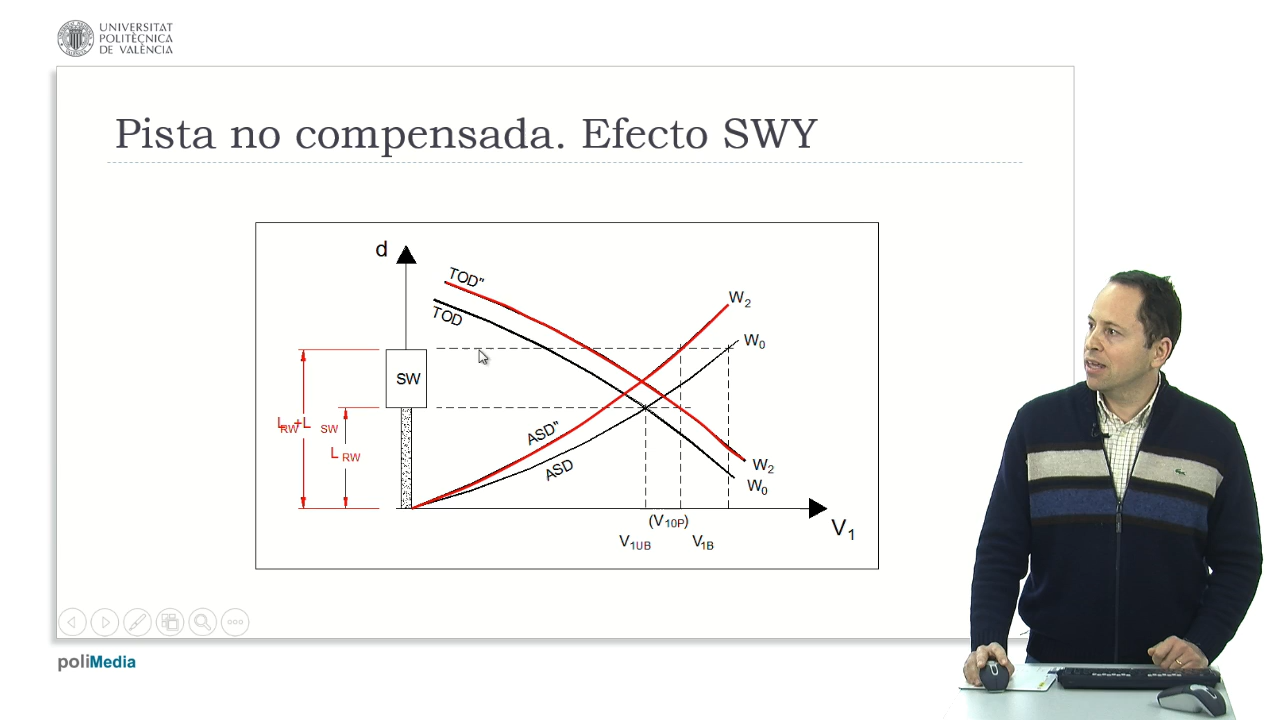 UNIVERSITAT
POLITÈCNICA
DE VALÈNCIA
Pista no compensada. Efecto SWY
d
TOD"
TOD
W2
W0
SW
LRW+LSW
LRW
ASD"
ASD
W2
W0
(V1OP)
V1
V1UB
V1B
poliMedia